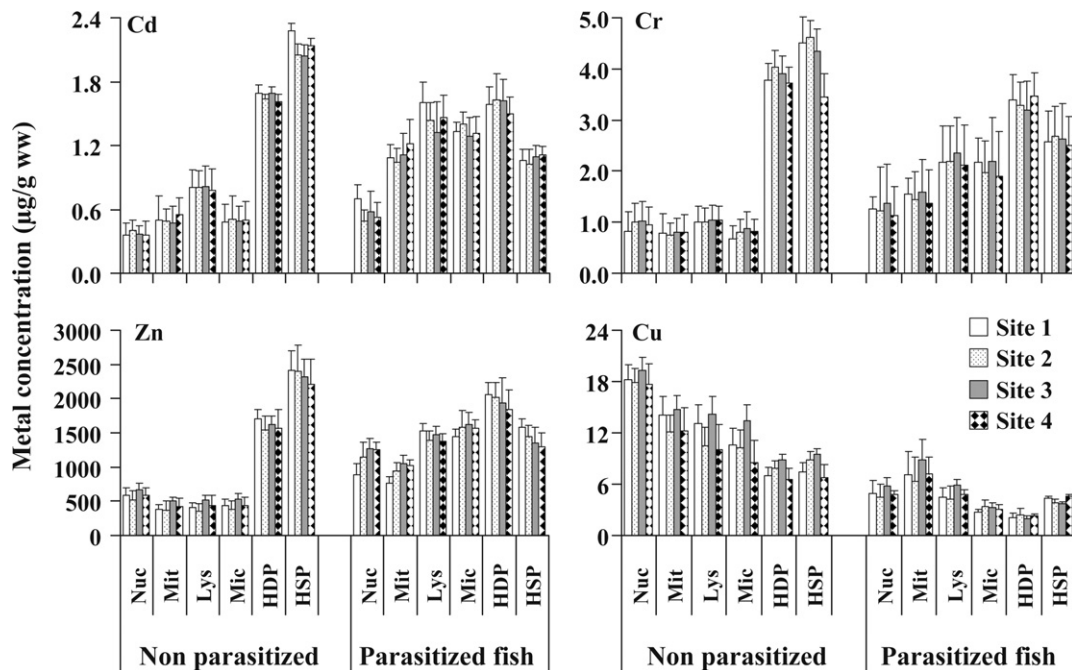 Metal concentration (µg/g ww)
Cd
2.4
1.8
1.2
0.6
0.0
Cr
5.0
4.0
3.0
2.0
1.0
0.0
Zn
3000
2500
2000
1500
1000
500
0
Cu
24
18
12
6
0
Site 1
Site 2
Site 3
Site 4
Nuc
Mit
Lys
Mic
HDP
HSP
Nuc
Mit
Lys
Mic
HDP
HSP
Non parasitized
Parasitized fish
Nuc
Mit
Lys
Mic
HDP
HSP
Nuc
Mit
Lys
Mic
HDP
HSP
Non parasitized
Parasitized fish